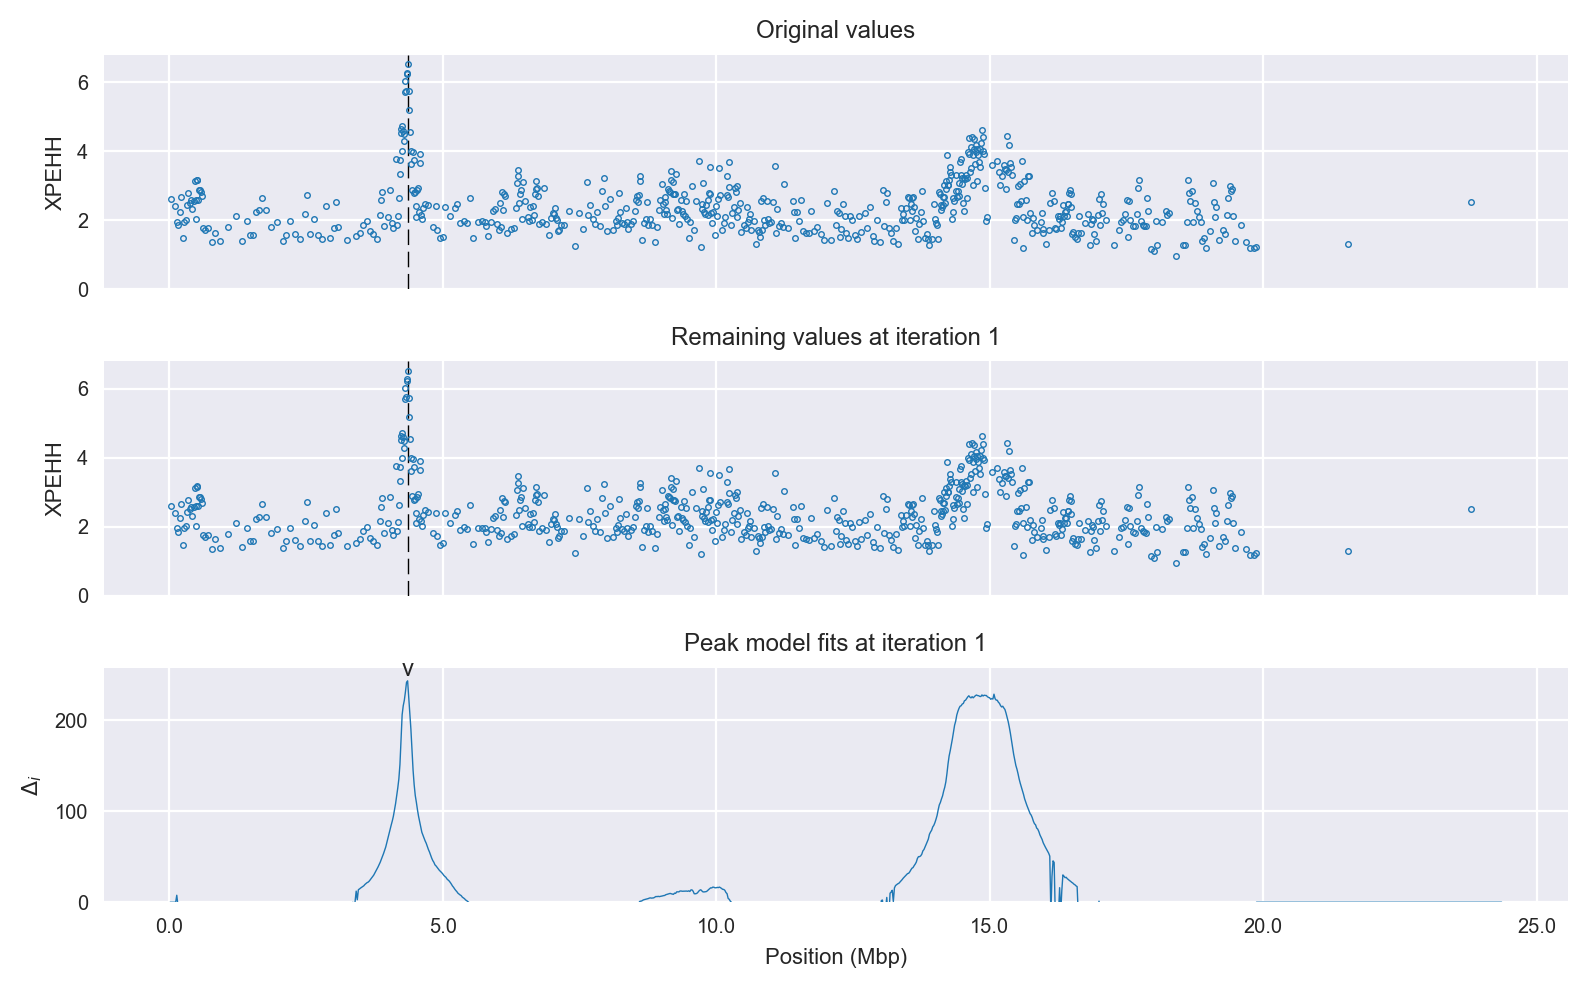 Original values
6
4
2
0
XPEHH
Remaining values at iteration 1
6
4
2
0
XPEHH
Peak model fits at iteration 1
v
200
100
0
Δi
0.0 5.0 10.0 15.0 20.0 25.0
Position (Mbp)